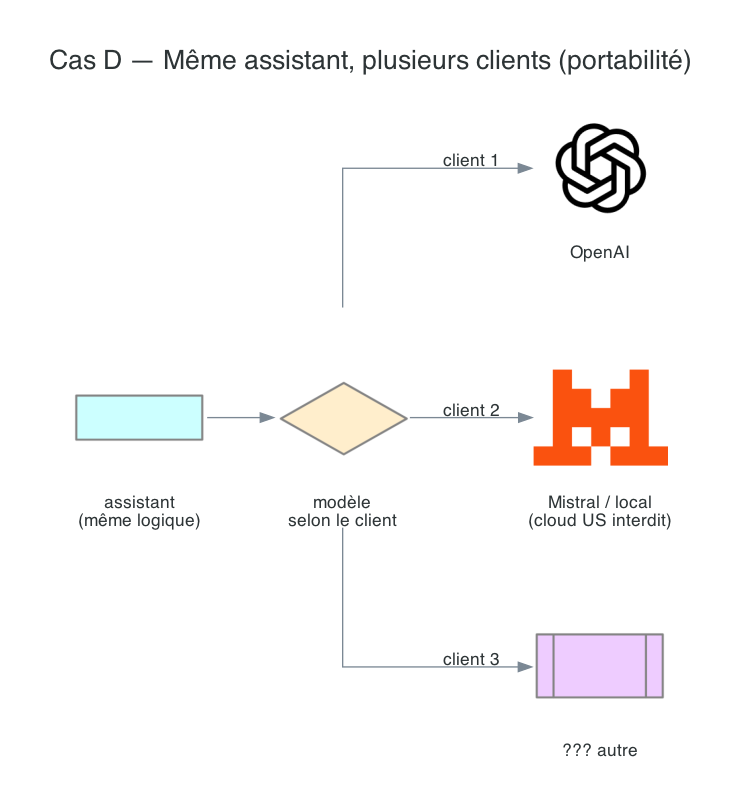 Cas D — Même assistant, plusieurs clients (portabilité)
client 1
OpenAI
client 2
assistant
(même logique)
modèle
selon le client
Mistral / local
(cloud US interdit)
client 3
??? autre